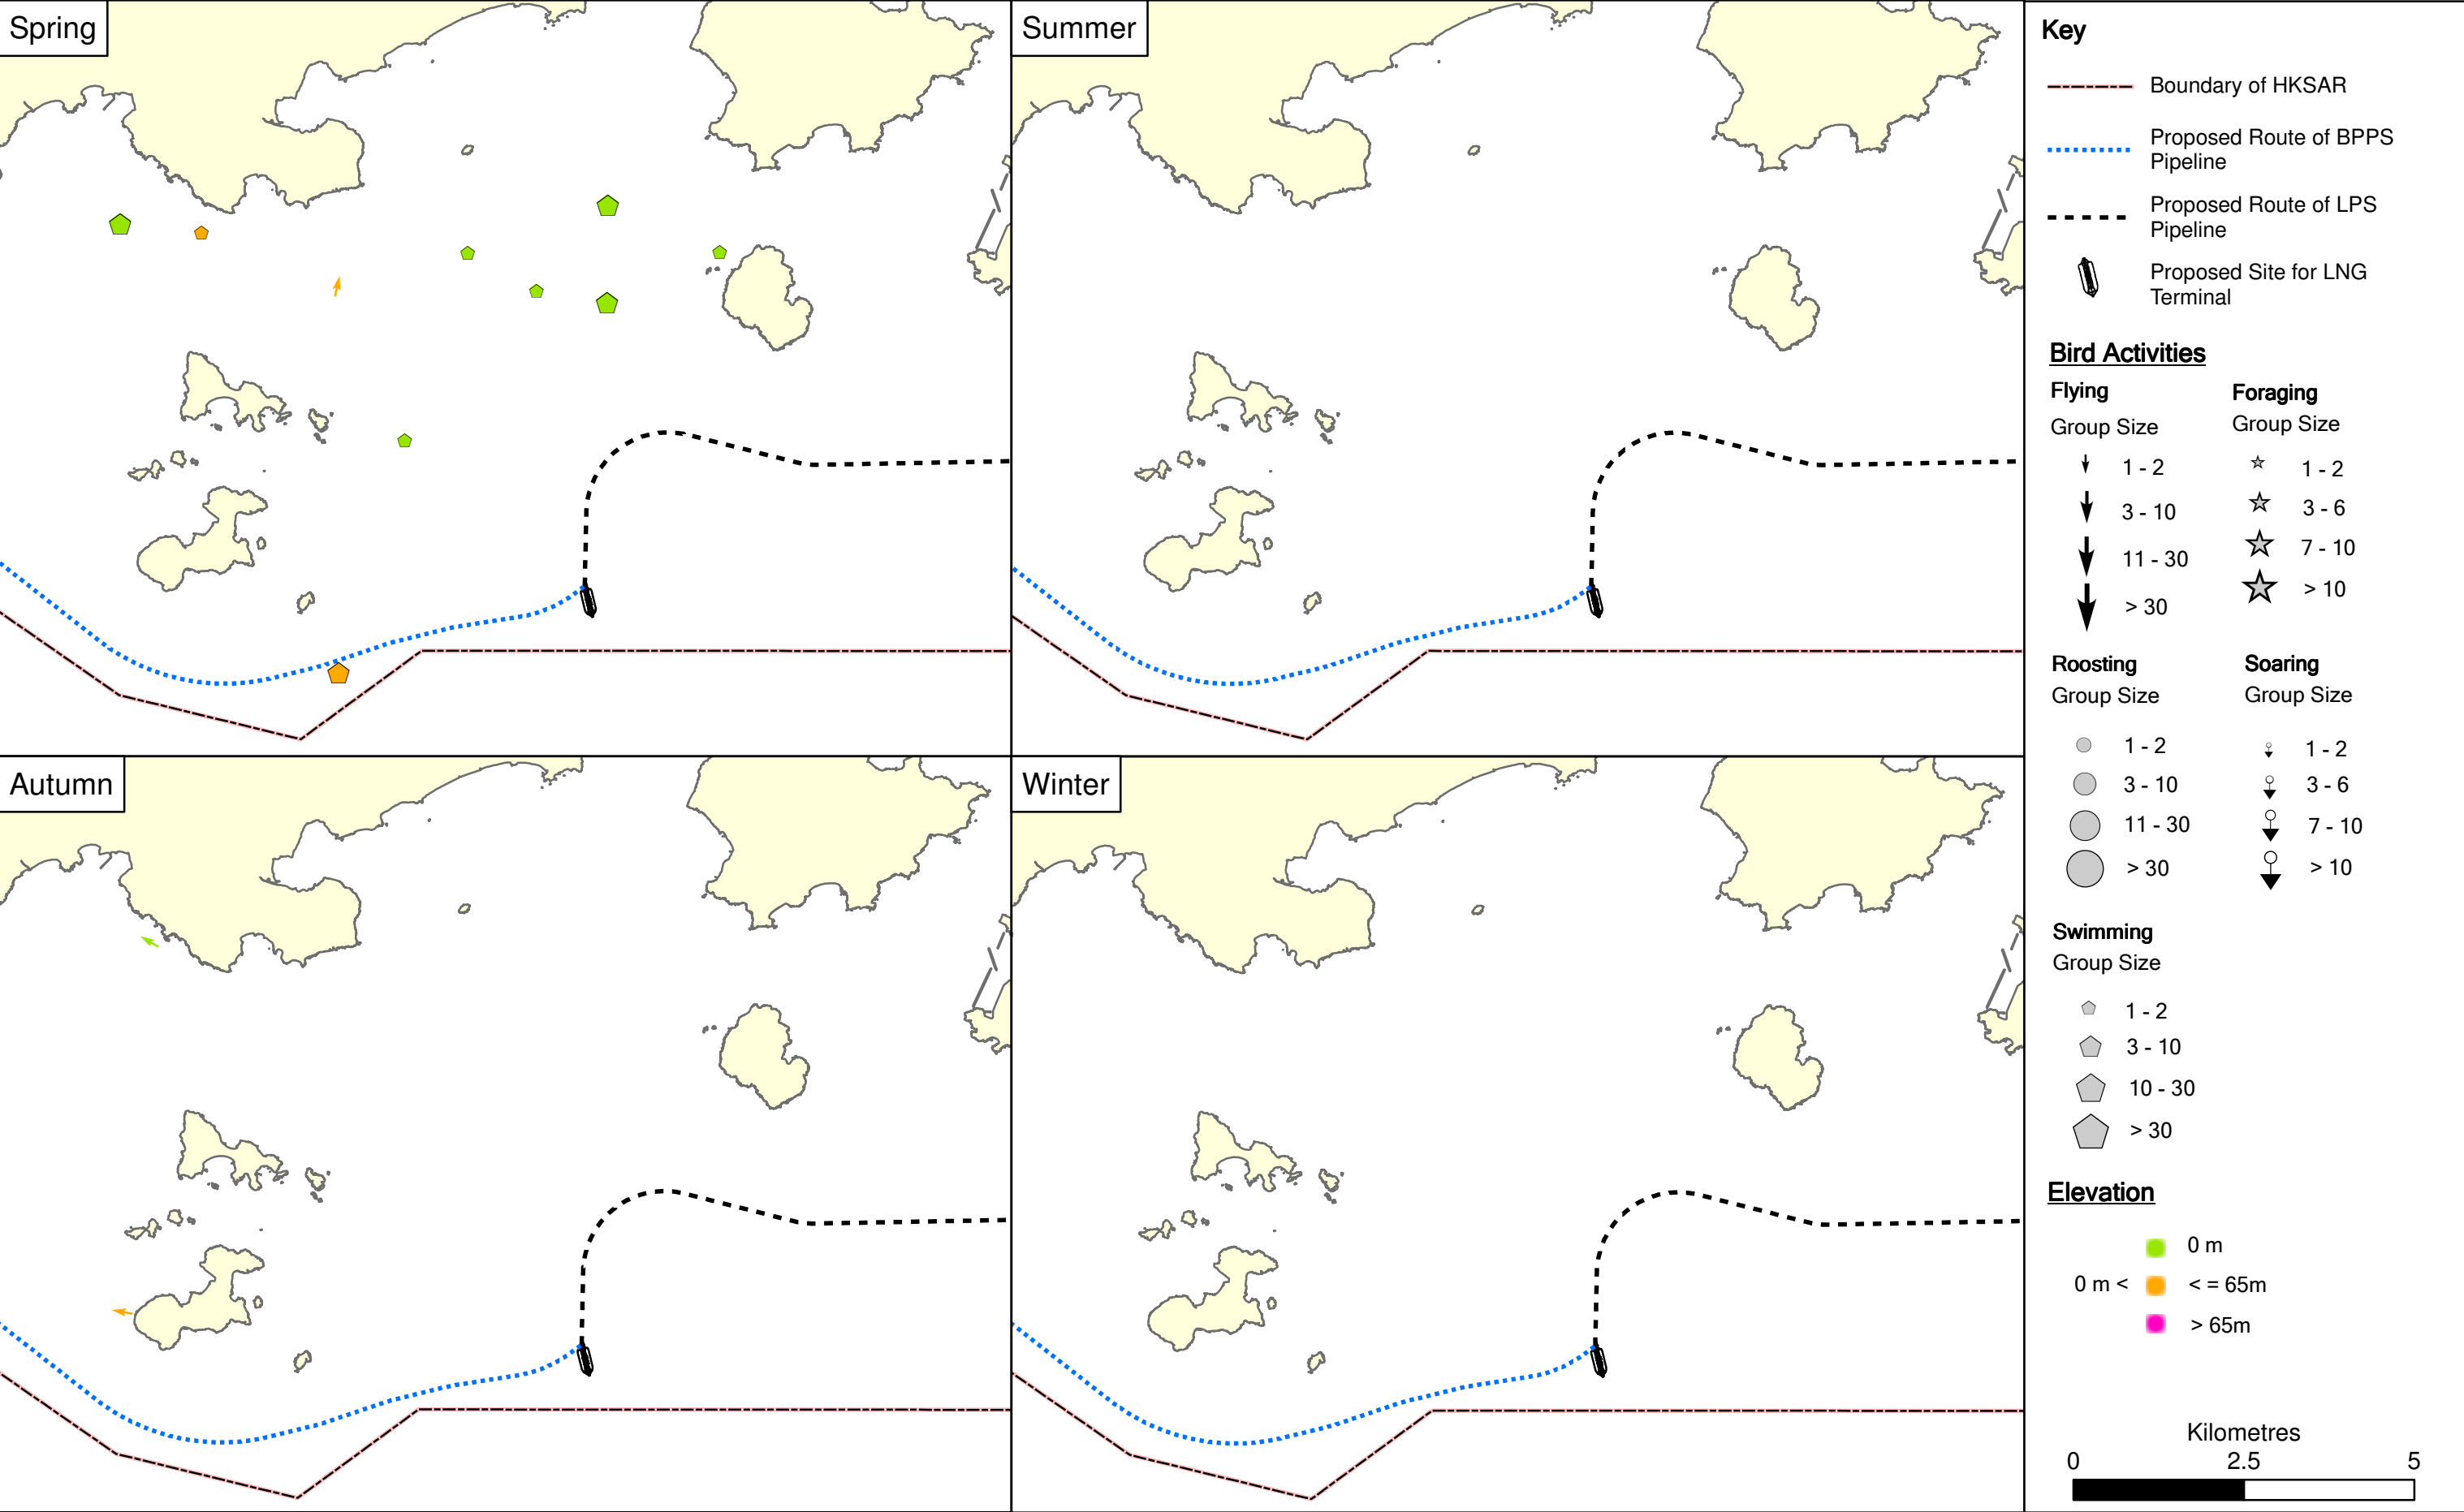 Spring
Summer
Autumn
Winter
Key
Boundary of HKSAR
Proposed Route of BPPS
Pipeline
Proposed Route of LPS
Pipeline
Proposed Site for LNG
Terminal
Bird Activities
Flying
Group Size
1 - 2
3 - 10
11 - 30
> 30
Foraging
Group Size
1 - 2
3 - 6
7 - 10
> 10
Roosting
Group Size
1 - 2
3 - 10
11 - 30
> 30
Soaring
Group Size
1 - 2
3 - 6
7 - 10
> 10
Swimming
Group Size
1 - 2
3 - 10
10 - 30
> 30
Elevation
0 m
0 m < < = 65m
> 65m
Kilometres
0 2.5 5